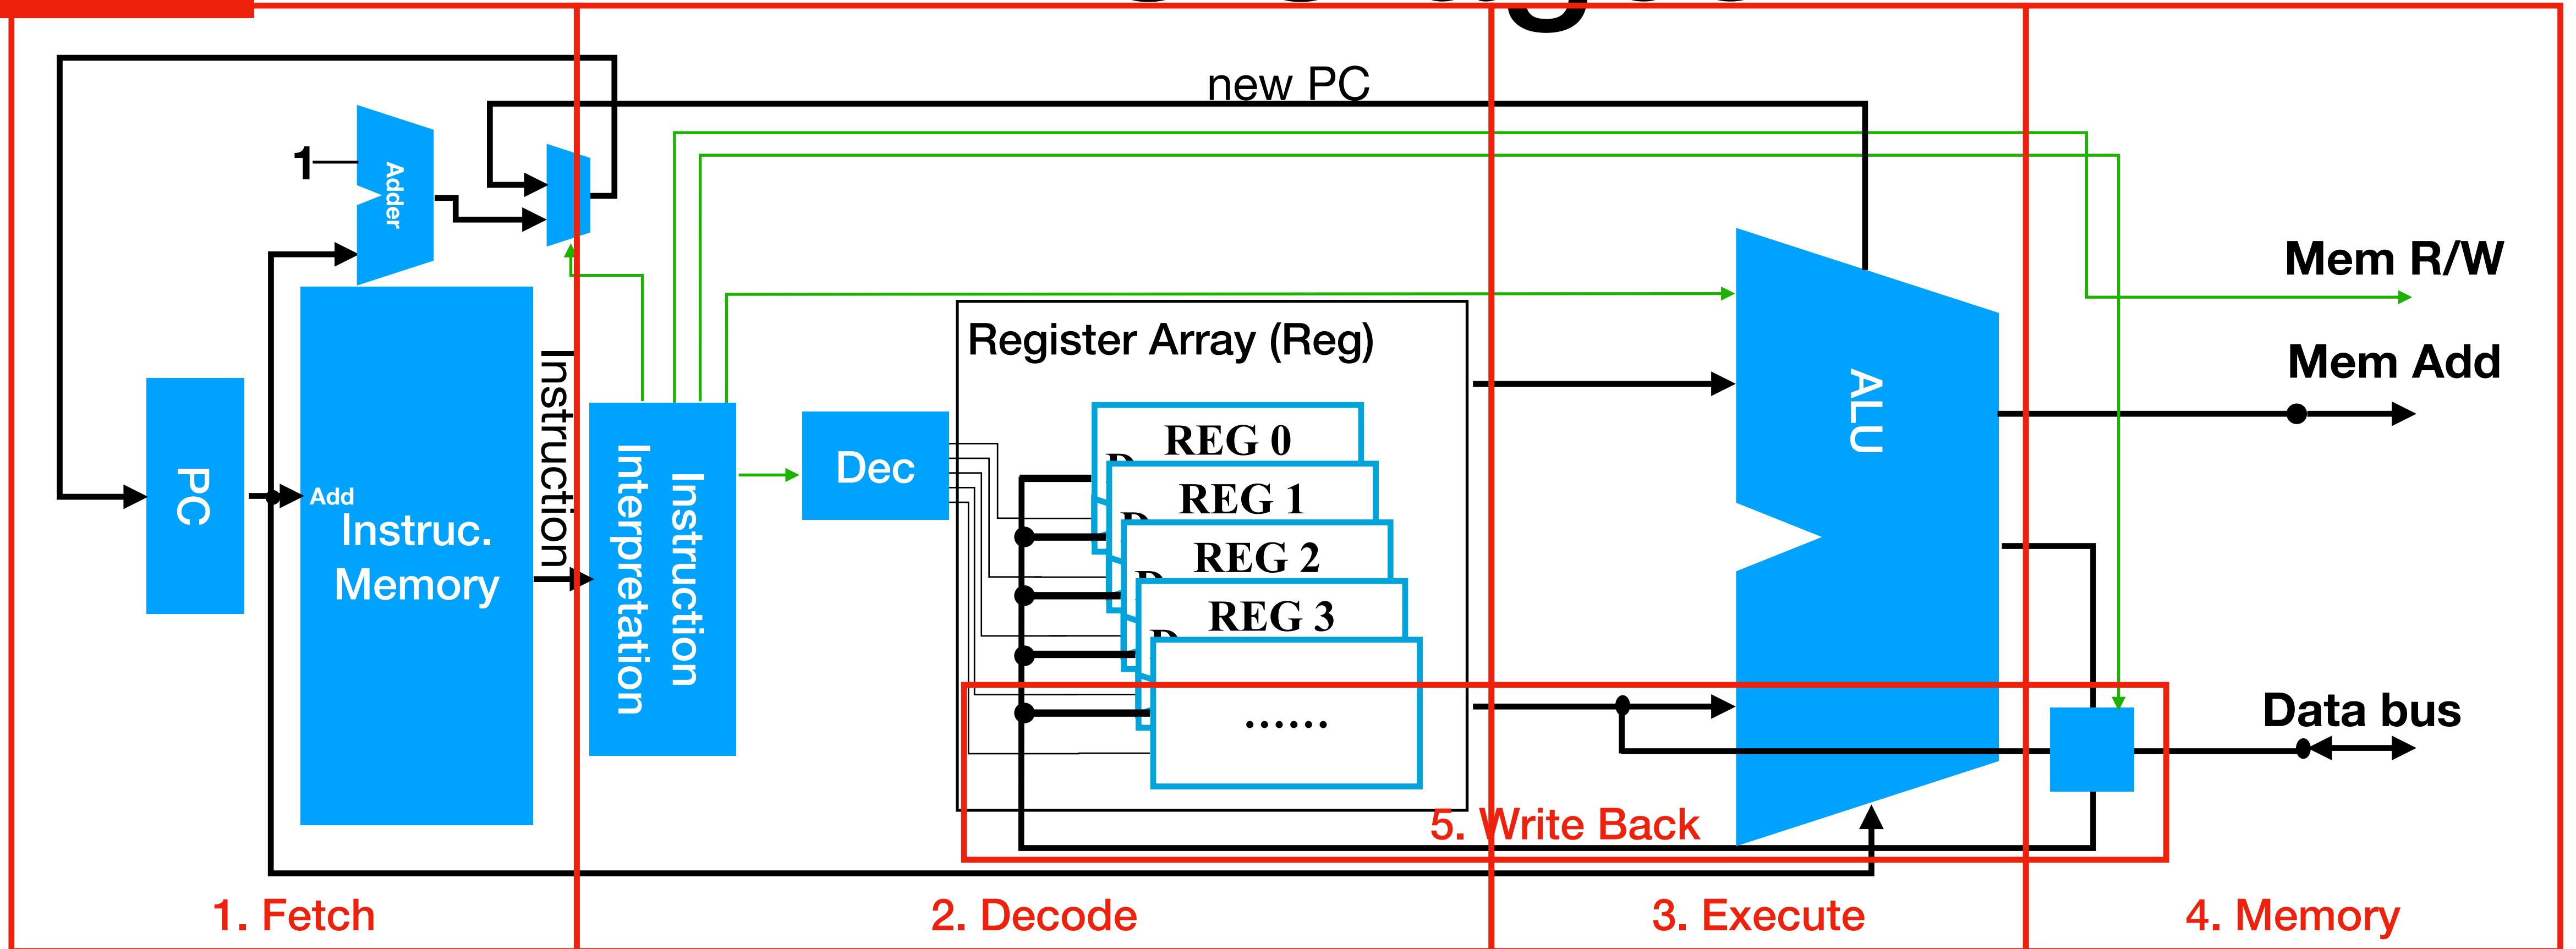 new PC
1
Adder
Mem R/W
Mem Add
Register Array (Reg)
ALU
PC
Add
Instruc.
Memory
Instruction
Instruction
Interpretation
Dec
REG 0
REG 1
REG 2
REG 3
......
Data bus
5. Write Back
1. Fetch
2. Decode
3. Execute
4. Memory